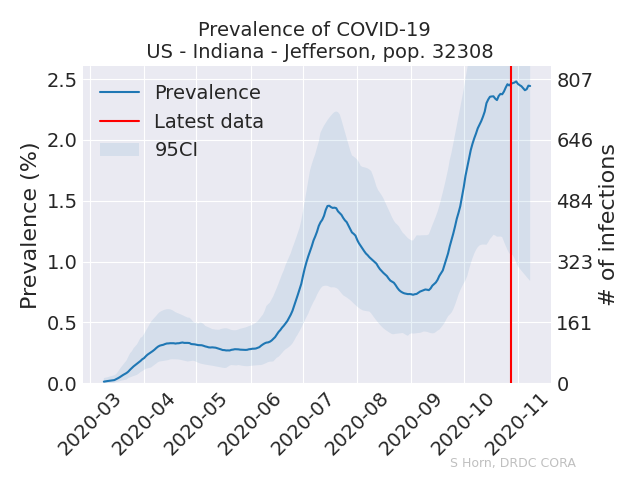 Prevalence of COVID-19
US - Indiana - Jefferson, pop. 32308
Prevalence
Latest data
95CI
Prevalence (%)
2.5
2.0
1.5
1.0
0.5
0.0
807
646
484
323
161
0
# of infections
2020-03
2020-04
2020-05
2020-06
2020-07
2020-08
2020-09
2020-10
2020-11
S Horn, DRDC CORA